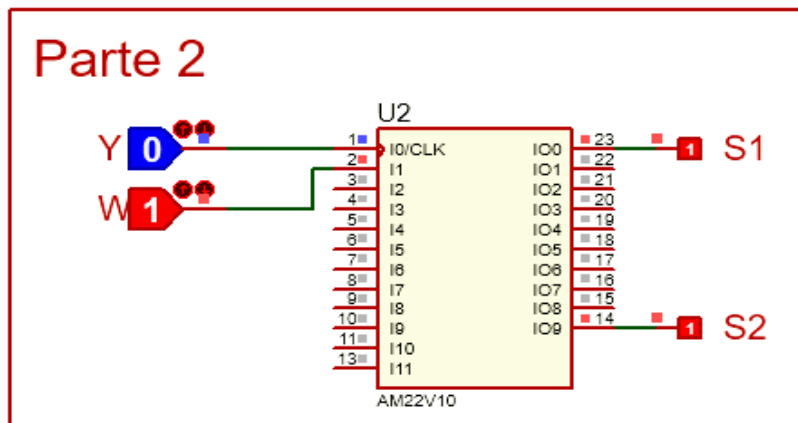 Parte 2
U2
Y 0 1 I0/CLK IO0 23 1 S1
2 I1 IO1 22
3 I2 IO2 21
W 1 4 I3 IO3 20
5 I4 IO4 19
6 I5 IO5 18
7 I6 IO6 17
8 I7 IO7 16
9 I8 IO8 15
10 I9 IO9 14 1 S2
11 I10
13 I11
AM22V10